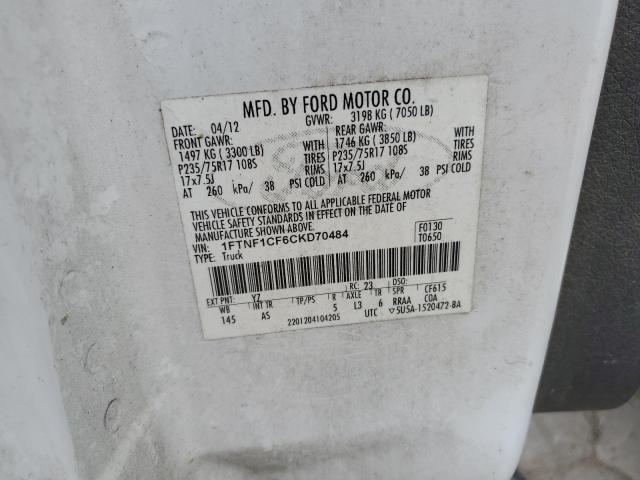 MFD. BY FORD MOTOR CO.
DATE: 04/12 GVWR: 3198 KG ( 7050 LB)
FRONT GAWR: REAR GAWR:
1497 KG ( 3300 LB) WITH 1746 KG ( 3850 LB) WITH
P235/75R17 108S TIRES P235/75R17 108S TIRES
17x7.5J RIMS 17x7.5J RIMS
AT 260 kPa/ 38 PSI COLD AT 260 kPa/ 38 PSI COLD
THIS VEHICLE CONFORMS TO ALL APPLICABLE FEDERAL MOTOR
VEHICLE SAFETY STANDARDS IN EFFECT ON THE DATE OF
MANUFACTURE SHOWN ABOVE.
VIN: 1FTNF1CF6CKD70484 F0130
TYPE: Truck T0650
EXT PNT: YZ RC: 23 DSO:
WB INT TR TP/PS R AXLE TR SPR CF615
145 AS 5 L3 6 RRAA COA
2201204104205 UTC ▽5U5A-1520472-BA